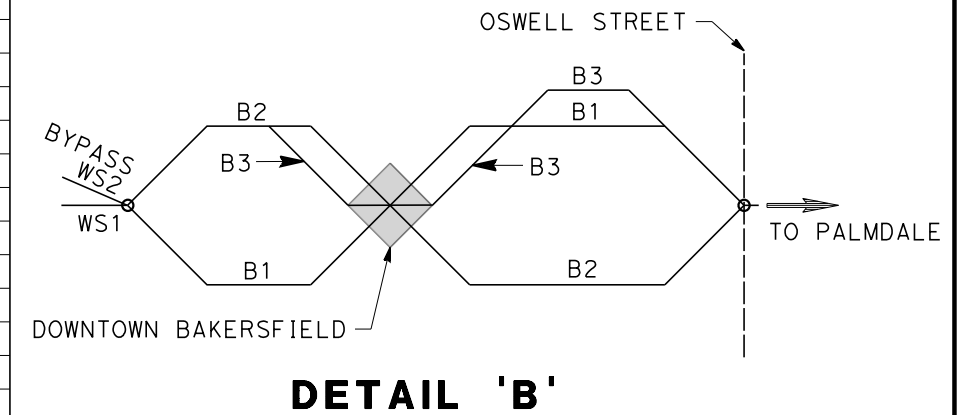 OSWELL STREET
B3
B2
B1
BYPASS
WS2
B3
B3
WS1
TO PALMDALE
B1
B2
DOWNTOWN BAKERSFIELD
DETAIL 'B'